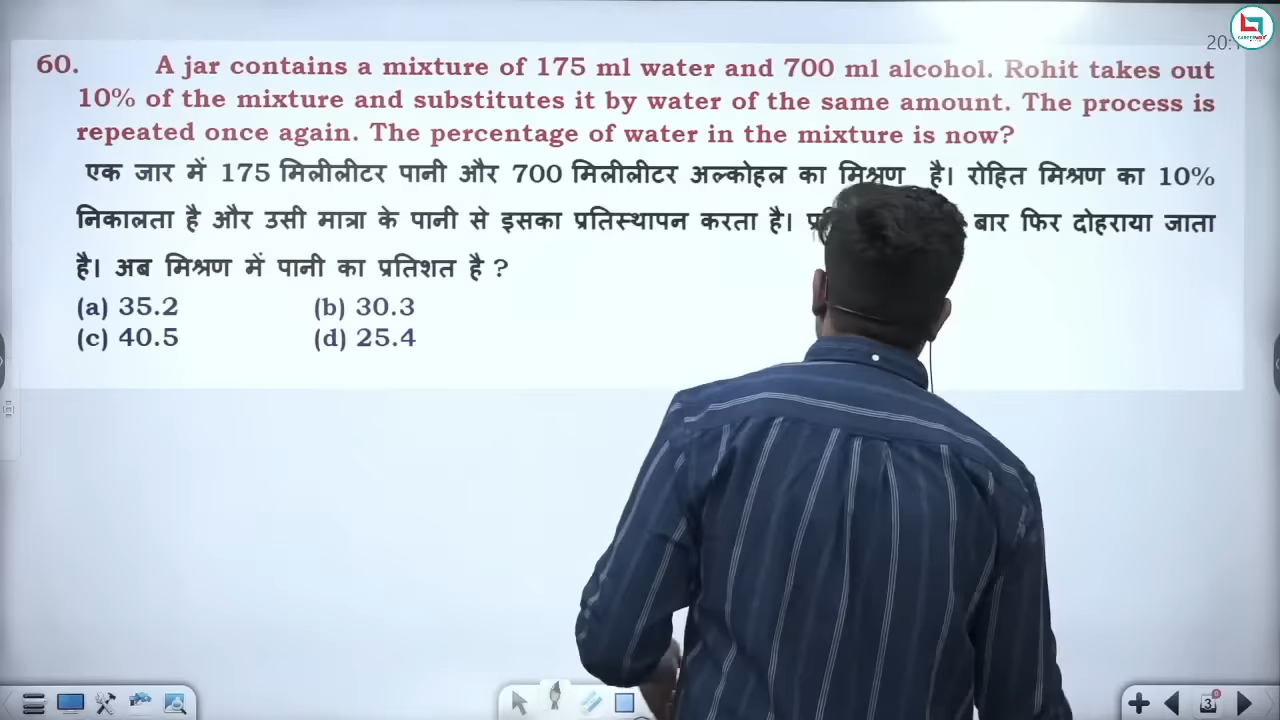 20:
60. A jar contains a mixture of 175 ml water and 700 ml alcohol. Rohit takes out
10% of the mixture and substitutes it by water of the same amount. The process is
repeated once again. The percentage of water in the mixture is now?
एक जार में 175 मिलीलीटर पानी और 700 मिलीलीटर अल्कोहल का मिश्रण है। रोहित मिश्रण का 10%
निकालता है और उसी मात्रा के पानी से इसका प्रतिस्थापन करता है। बार फिर दोहराया जाता
है। अब मिश्रण में पानी का प्रतिशत है ?
(a) 35.2 (b) 30.3
(c) 40.5 (d) 25.4